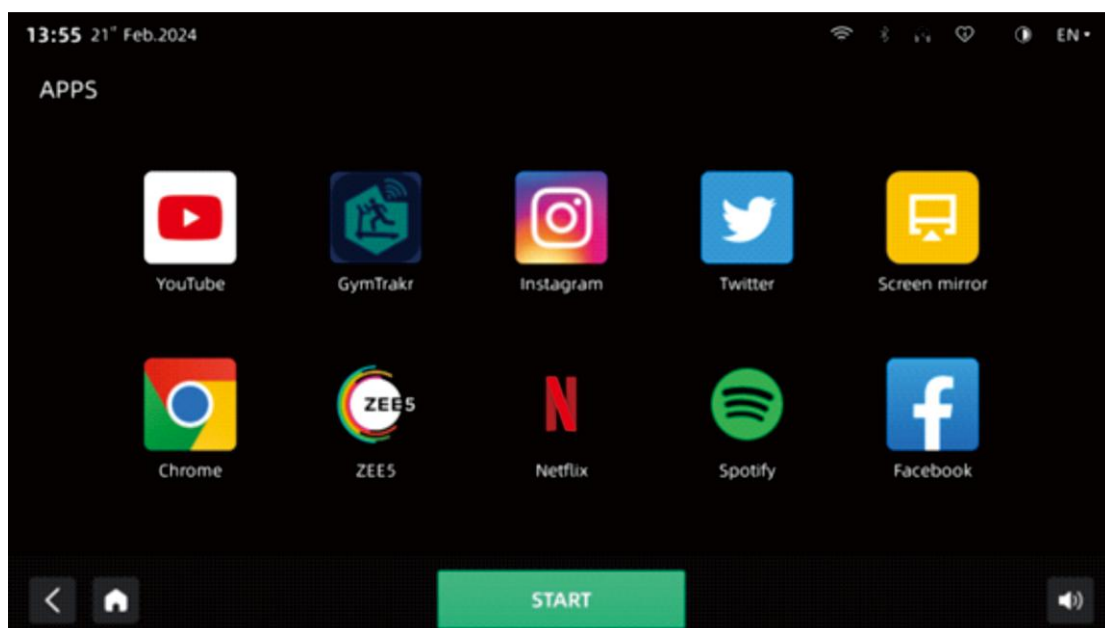 13:55 21st Feb.2024 EN
APPS
YouTube GymTrakr Instagram Twitter Screen mirror
ZEE5
N
f
Chrome ZEE5 Netflix Spotify Facebook
START